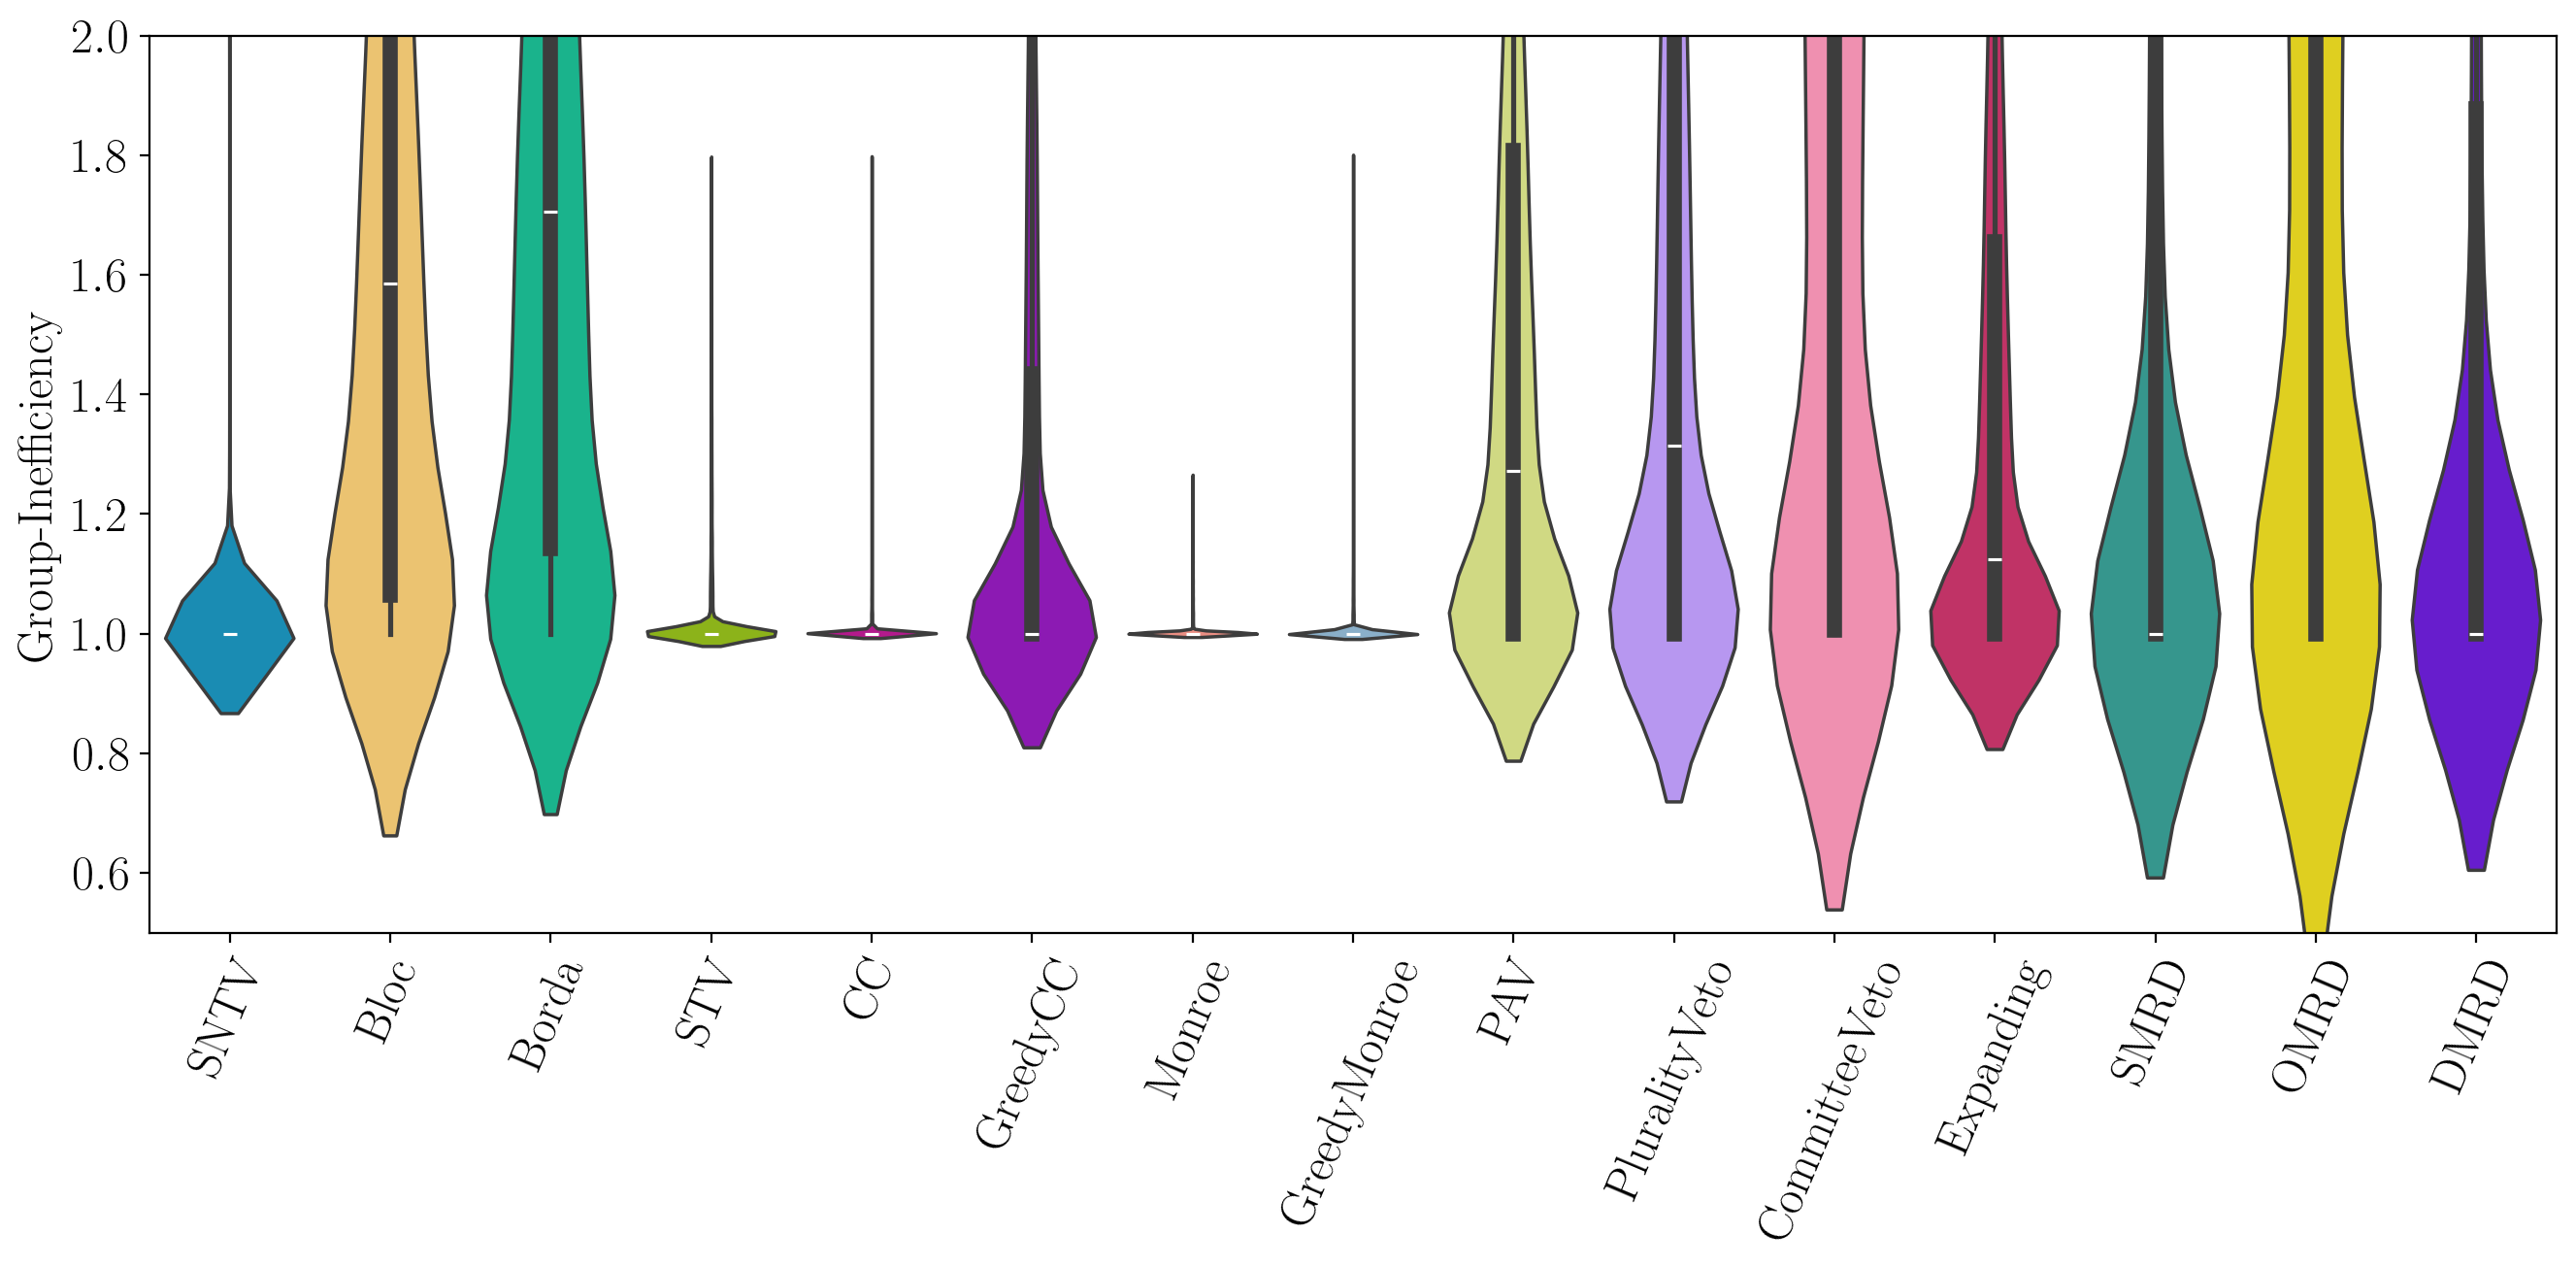 Group-Inefficiency
2.0
1.8
1.6
1.4
1.2
1.0
0.8
0.6
SNTV
Bloc
Borda
STV
CC
GreedyCC
Monroe
GreedyMonroe
PAV
PluralityVeto
CommitteeVeto
Expanding
SMRD
OMRD
DMRD